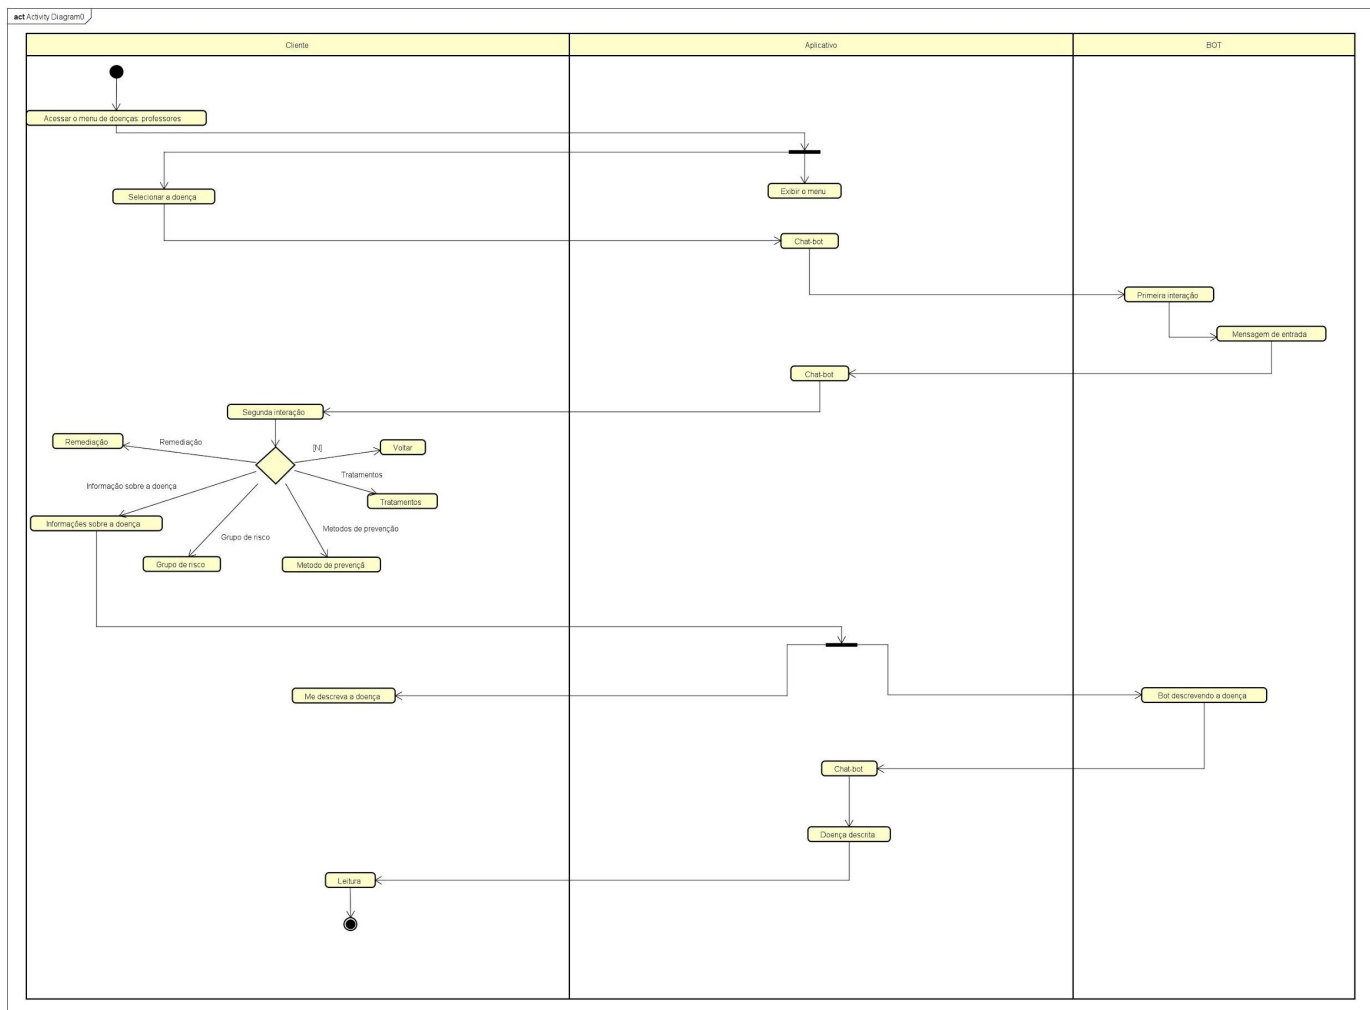 act Activity Diagram0
Cliente
Aplicativo
BOT
Acessar o menu de doenças: professores
Selecionar a doença
Exibir o menu
Chat-bot
Primeira interação
Mensagem de entrada
Chat-bot
Segunda interação
Remediação
Remediação
[N]
Voltar
Tratamentos
Tratamentos
Informação sobre a doença
Informações sobre a doença
Metodos de prevenção
Grupo de risco
Grupo de risco
Metodo de prevençã
Me descreva a doença
Bot descrevendo a doença
Chat-bot
Doença descrita
Leitura